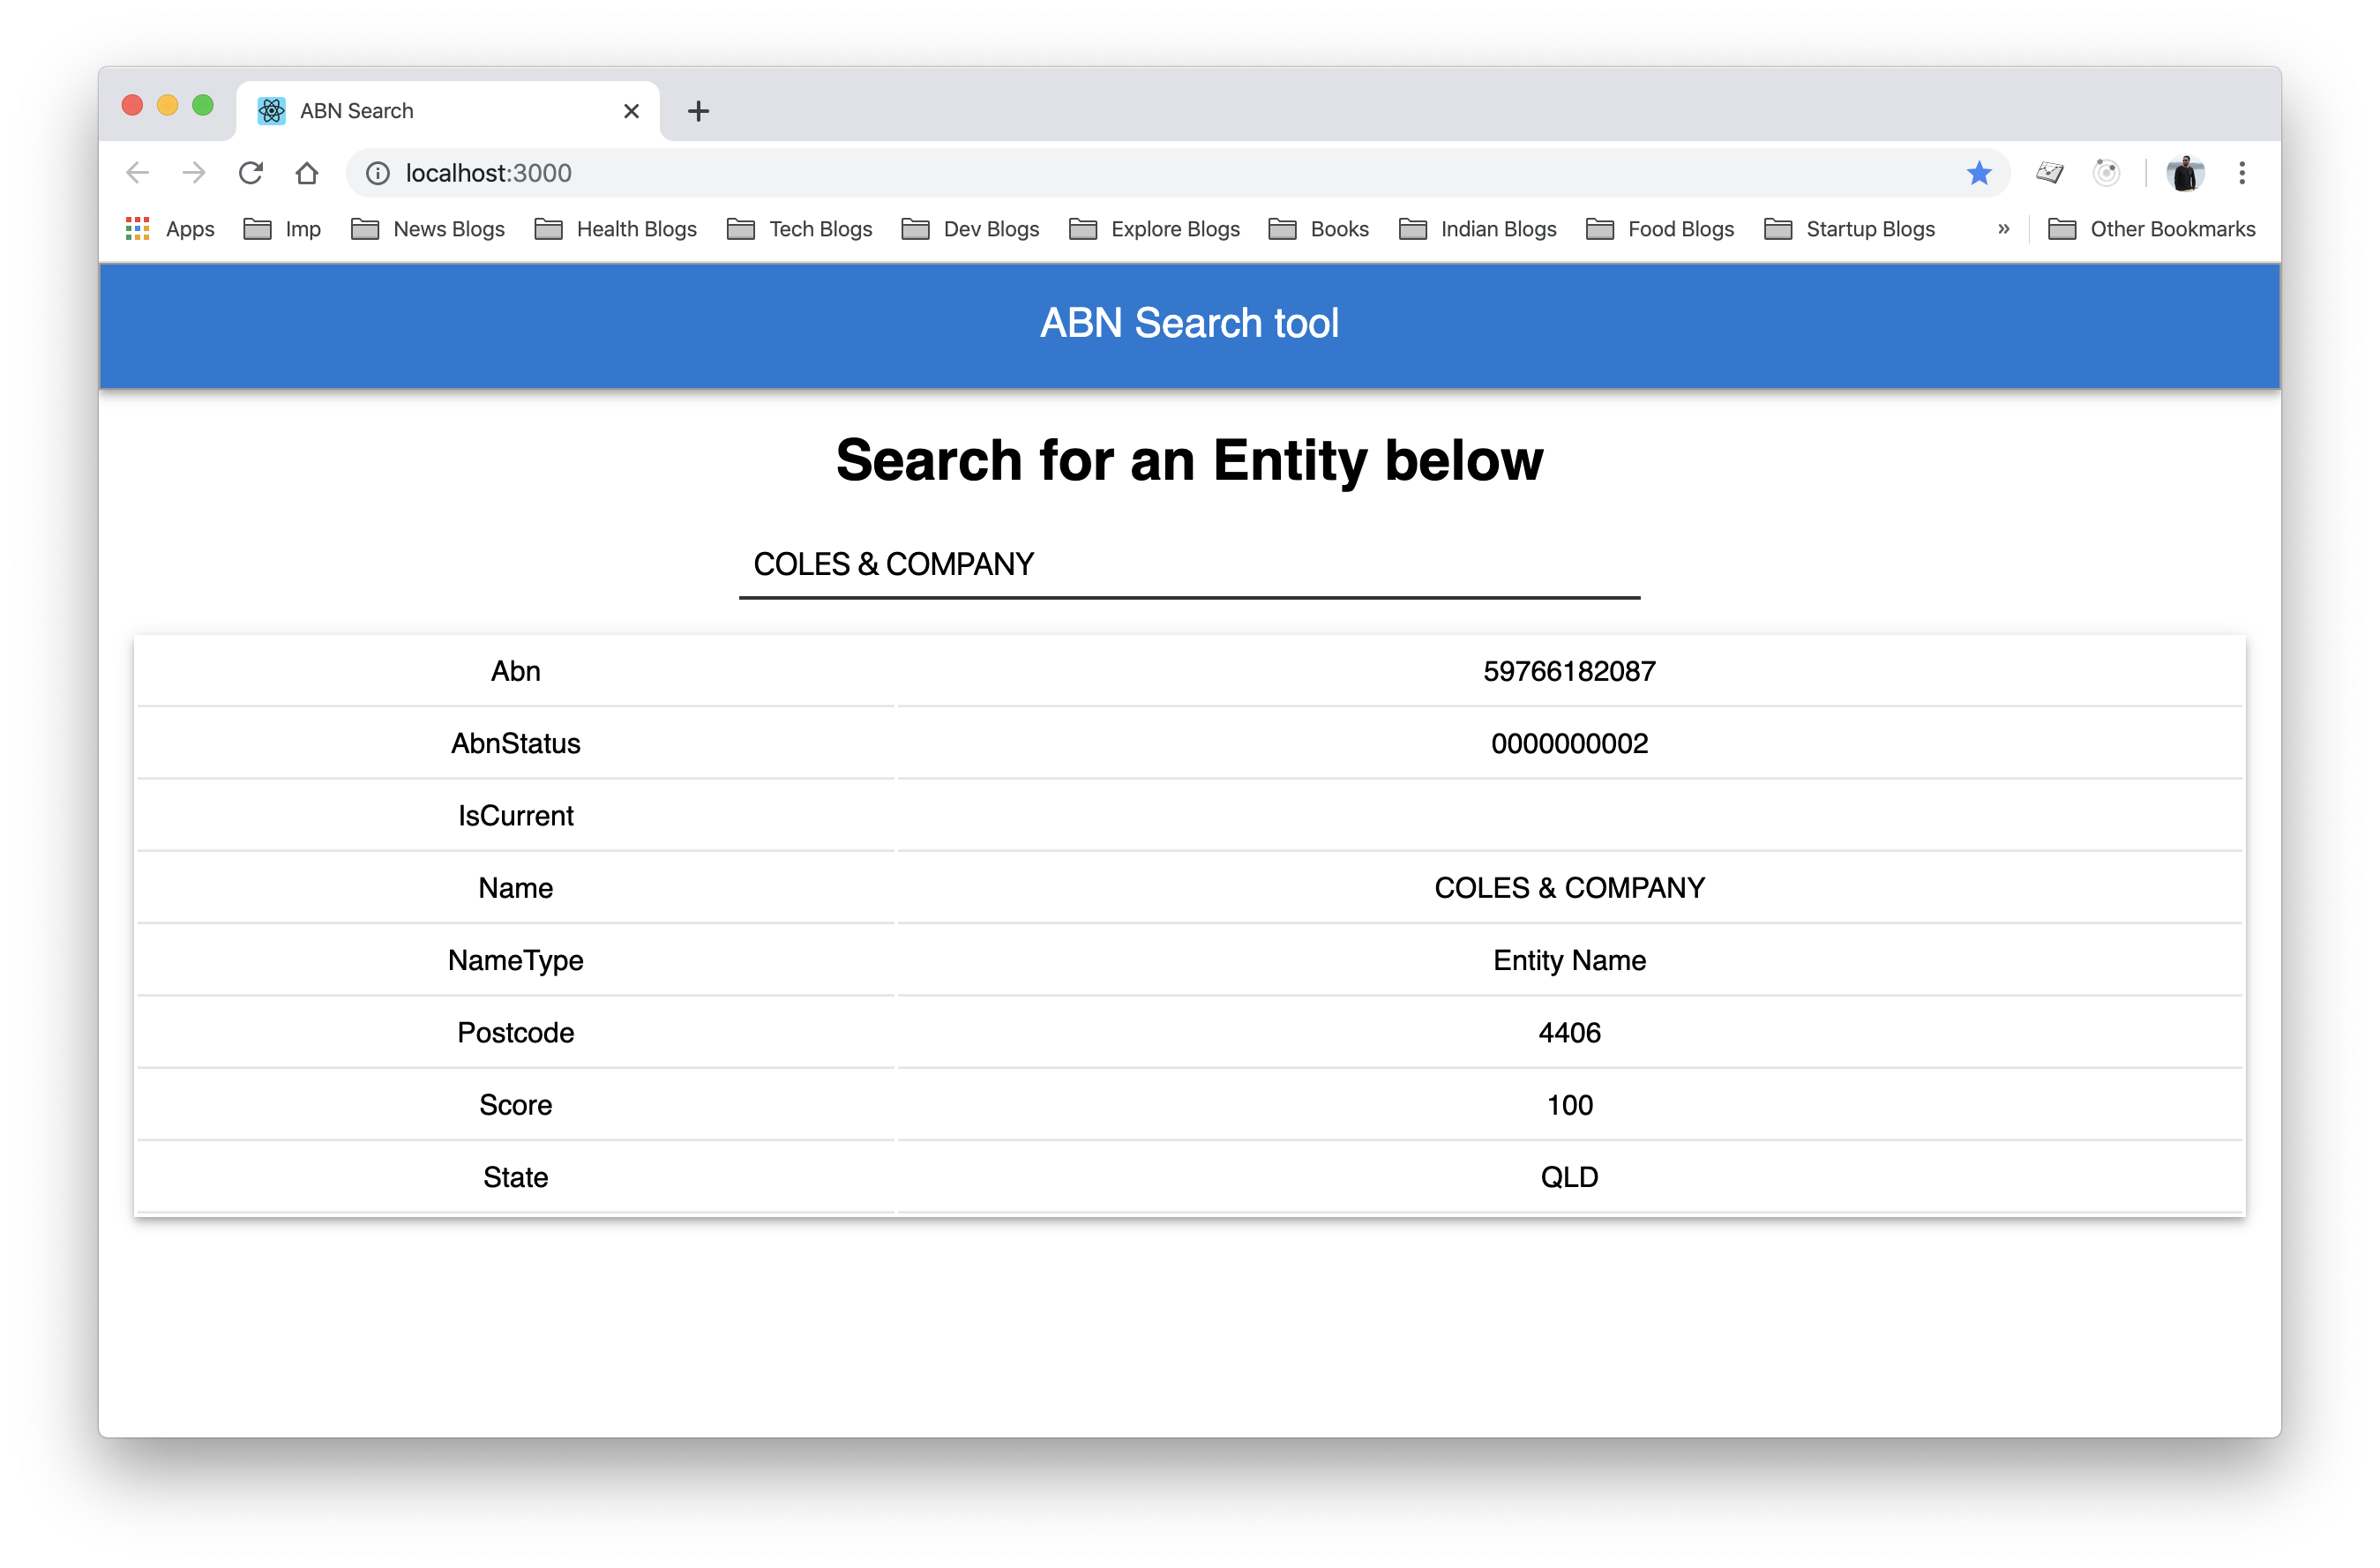 ABN Search
localhost:3000
Apps Imp News Blogs Health Blogs Tech Blogs Dev Blogs Explore Blogs Books Indian Blogs Food Blogs Startup Blogs » Other Bookmarks
ABN Search tool
Search for an Entity below
COLES & COMPANY
Abn 59766182087
AbnStatus 0000000002
IsCurrent
Name COLES & COMPANY
NameType Entity Name
Postcode 4406
Score 100
State QLD